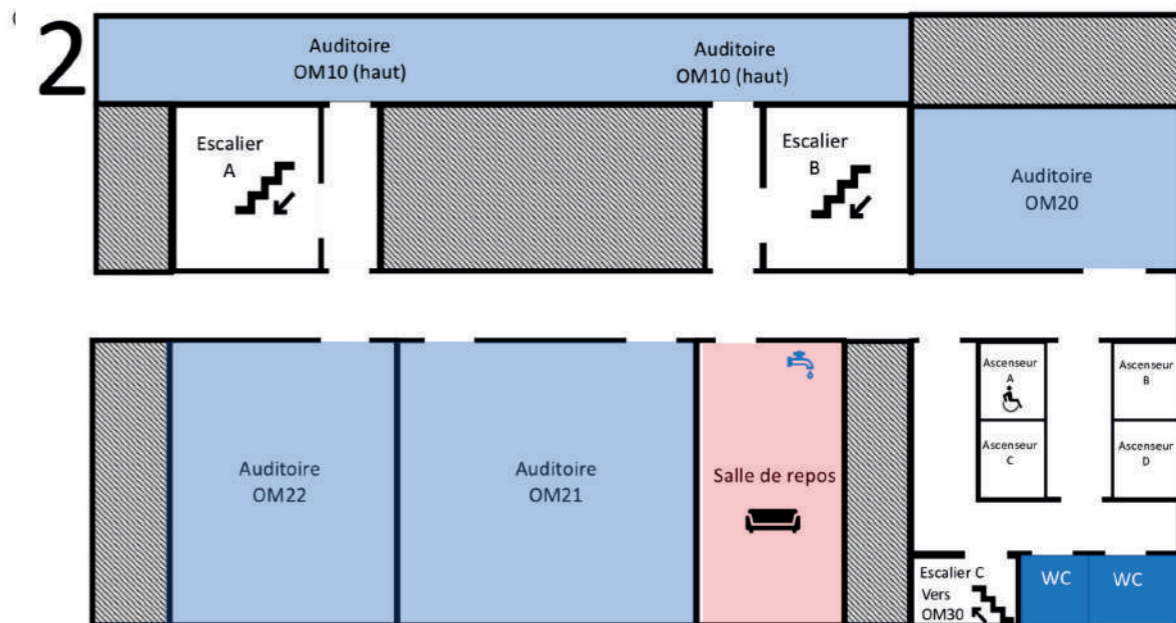 2
Auditoire
OM10 (haut)
Auditoire
OM10 (haut)
Escalier
A
Escalier
B
Auditoire
OM20
Ascenseur
A
Ascenseur
B
Ascenseur
C
Ascenseur
D
Auditoire
OM22
Auditoire
OM21
Salle de repos
Escalier C
Vers
OM30
WC
WC